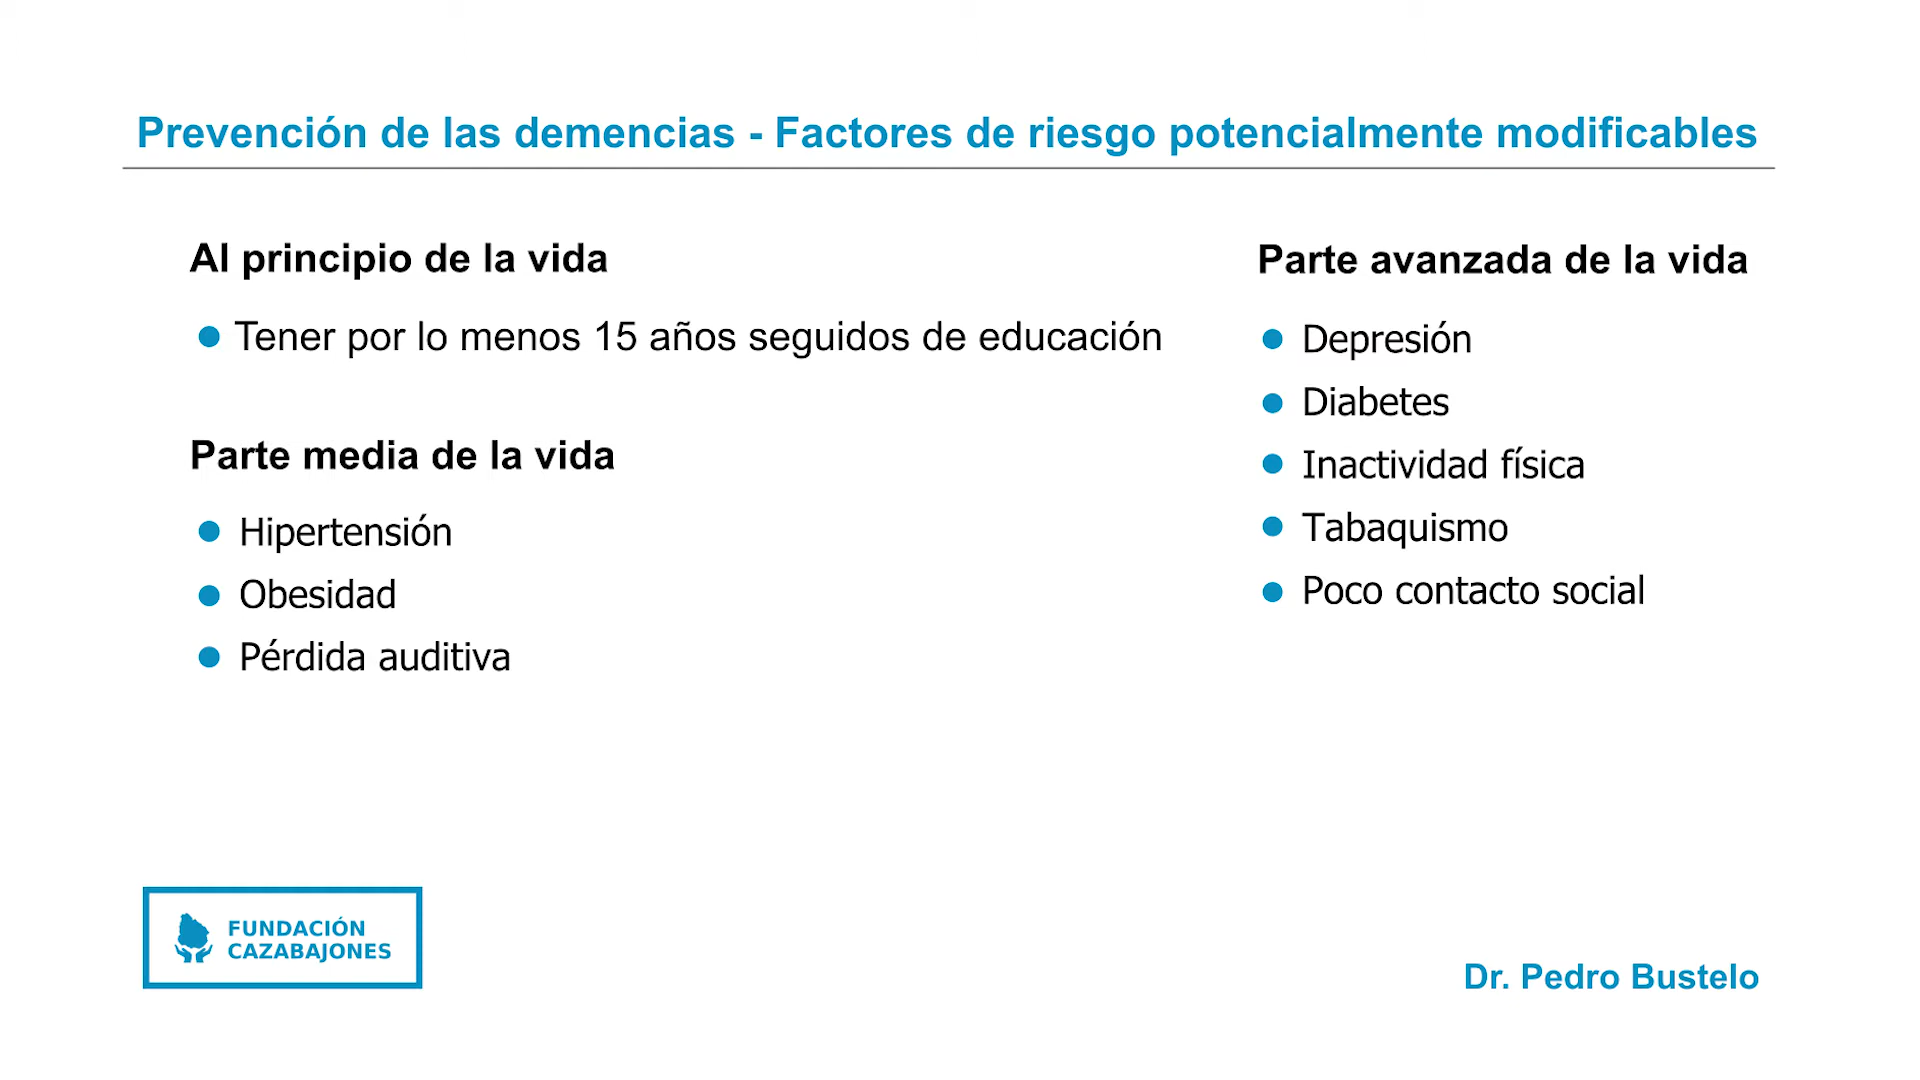 Prevención de las demencias - Factores de riesgo potencialmente modificables
Al principio de la vida
Tener por lo menos 15 años seguidos de educación
Parte media de la vida
Hipertensión
Obesidad
Pérdida auditiva
Parte avanzada de la vida
Depresión
Diabetes
Inactividad física
Tabaquismo
Poco contacto social
FUNDACIÓN
CAZABAJONES
Dr. Pedro Bustelo